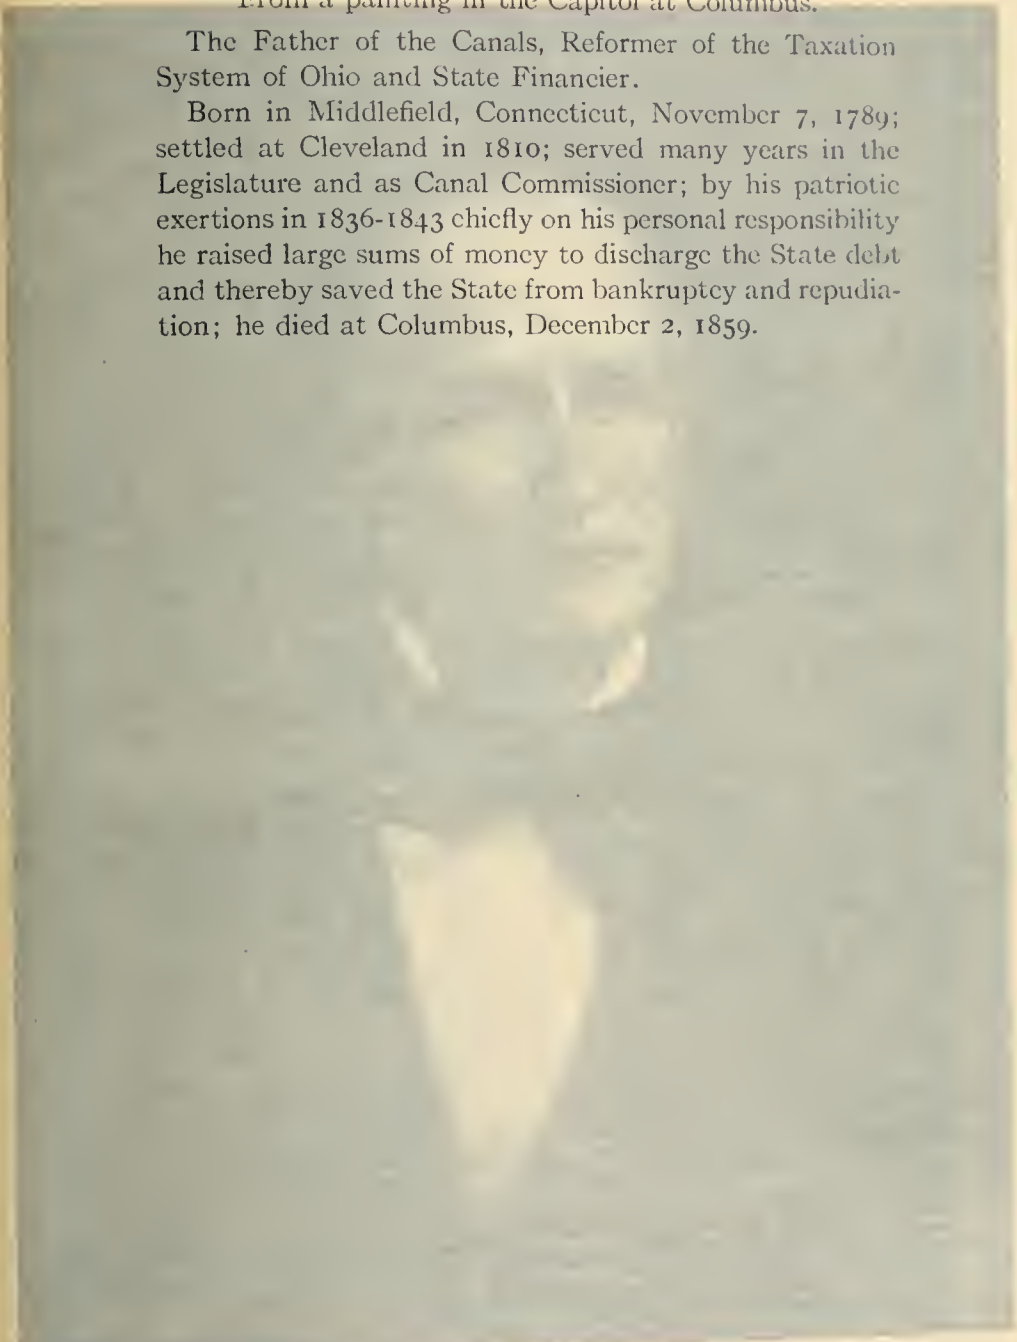 From a painting in the Capitol at Columbus.
The Father of the Canals, Reformer of the Taxation
System of Ohio and State Financier.
Born in Middlefield, Connecticut, November 7, 1789;
settled at Cleveland in 1810; served many years in the
Legislature and as Canal Commissioner; by his patriotic
exertions in 1836-1843 chiefly on his personal responsibility
he raised large sums of money to discharge the State debt
and thereby saved the State from bankruptcy and repudia-
tion; he died at Columbus, December 2, 1859.